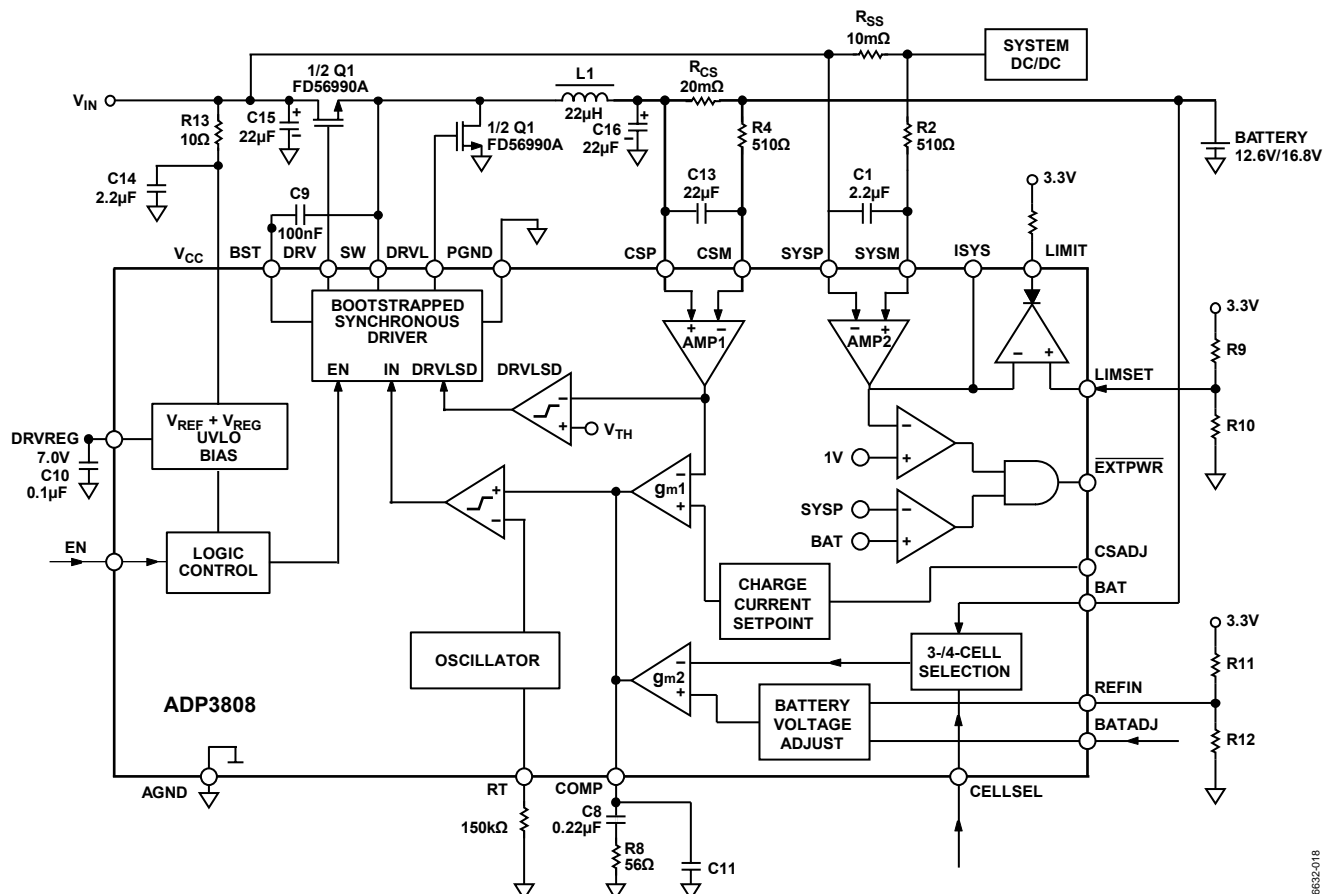 RSS
10mΩ
SYSTEM
DC/DC
1/2 Q1
FD56990A
L1
22µH
RCS
20mΩ
VIN
R13
10Ω
C15
22µF
+
–
1/2 Q1
FD56990A
C16
22µF
+
–
R4
510Ω
R2
510Ω
BATTERY
12.6V/16.8V
C14
2.2µF
C9
100nF
C13
22µF
C1
2.2µF
3.3V
VCC
BST
DRV
SW
DRVL
PGND
CSP
CSM
SYSP
SYSM
ISYS
LIMIT
BOOTSTRAPPED
SYNCHRONOUS
DRIVER
EN
IN
DRVLSD
+ –
AMP1
– +
AMP2
– +
3.3V
R9
LIMSET
R10
DRVLSD
–
+
VTH
VREF + VREG
UVLO
BIAS
DRVREG
7.0V
C10
0.1µF
–
1V
+
EXTPWR
SYSP
–
BAT
+
+
–
gm1
–
+
EN
LOGIC
CONTROL
CSADJ
CHARGE
CURRENT
SETPOINT
BAT
3.3V
OSCILLATOR
3-/4-CELL
SELECTION
R11
gm2
–
+
REFIN
BATTERY
VOLTAGE
ADJUST
BATADJ
R12
ADP3808
AGND
RT
COMP
CELLSEL
150kΩ
C8
0.22µF
R8
56Ω
C11
6632-018